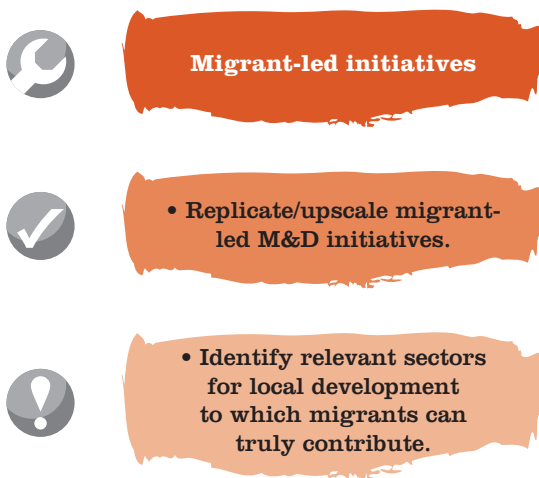 Migrant-led initiatives
• Replicate/upscale migrant-
led M&D initiatives.
• Identify relevant sectors
for local development
to which migrants can
truly contribute.